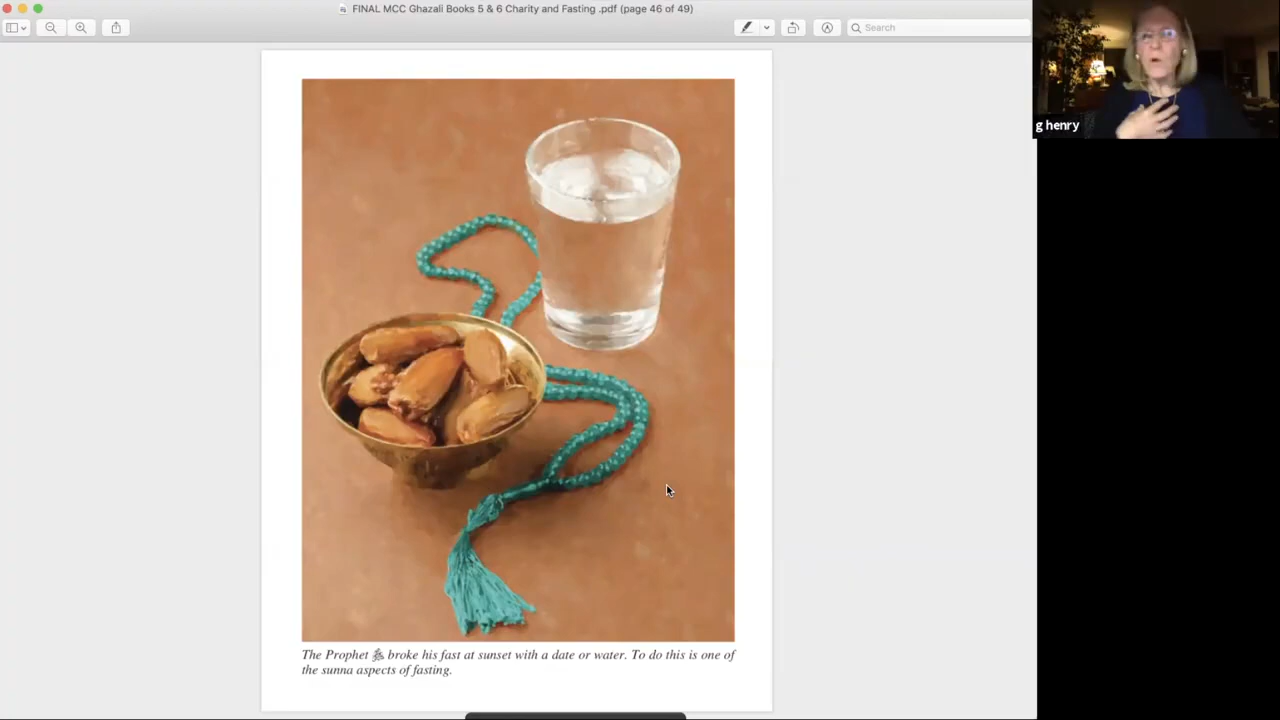 FINAL MCC Ghazali Books 5 & 6 Charity and Fasting .pdf (page 46 of 49)
Search
g henry
The Prophet ﷺ broke his fast at sunset with a date or water. To do this is one of
the sunna aspects of fasting.